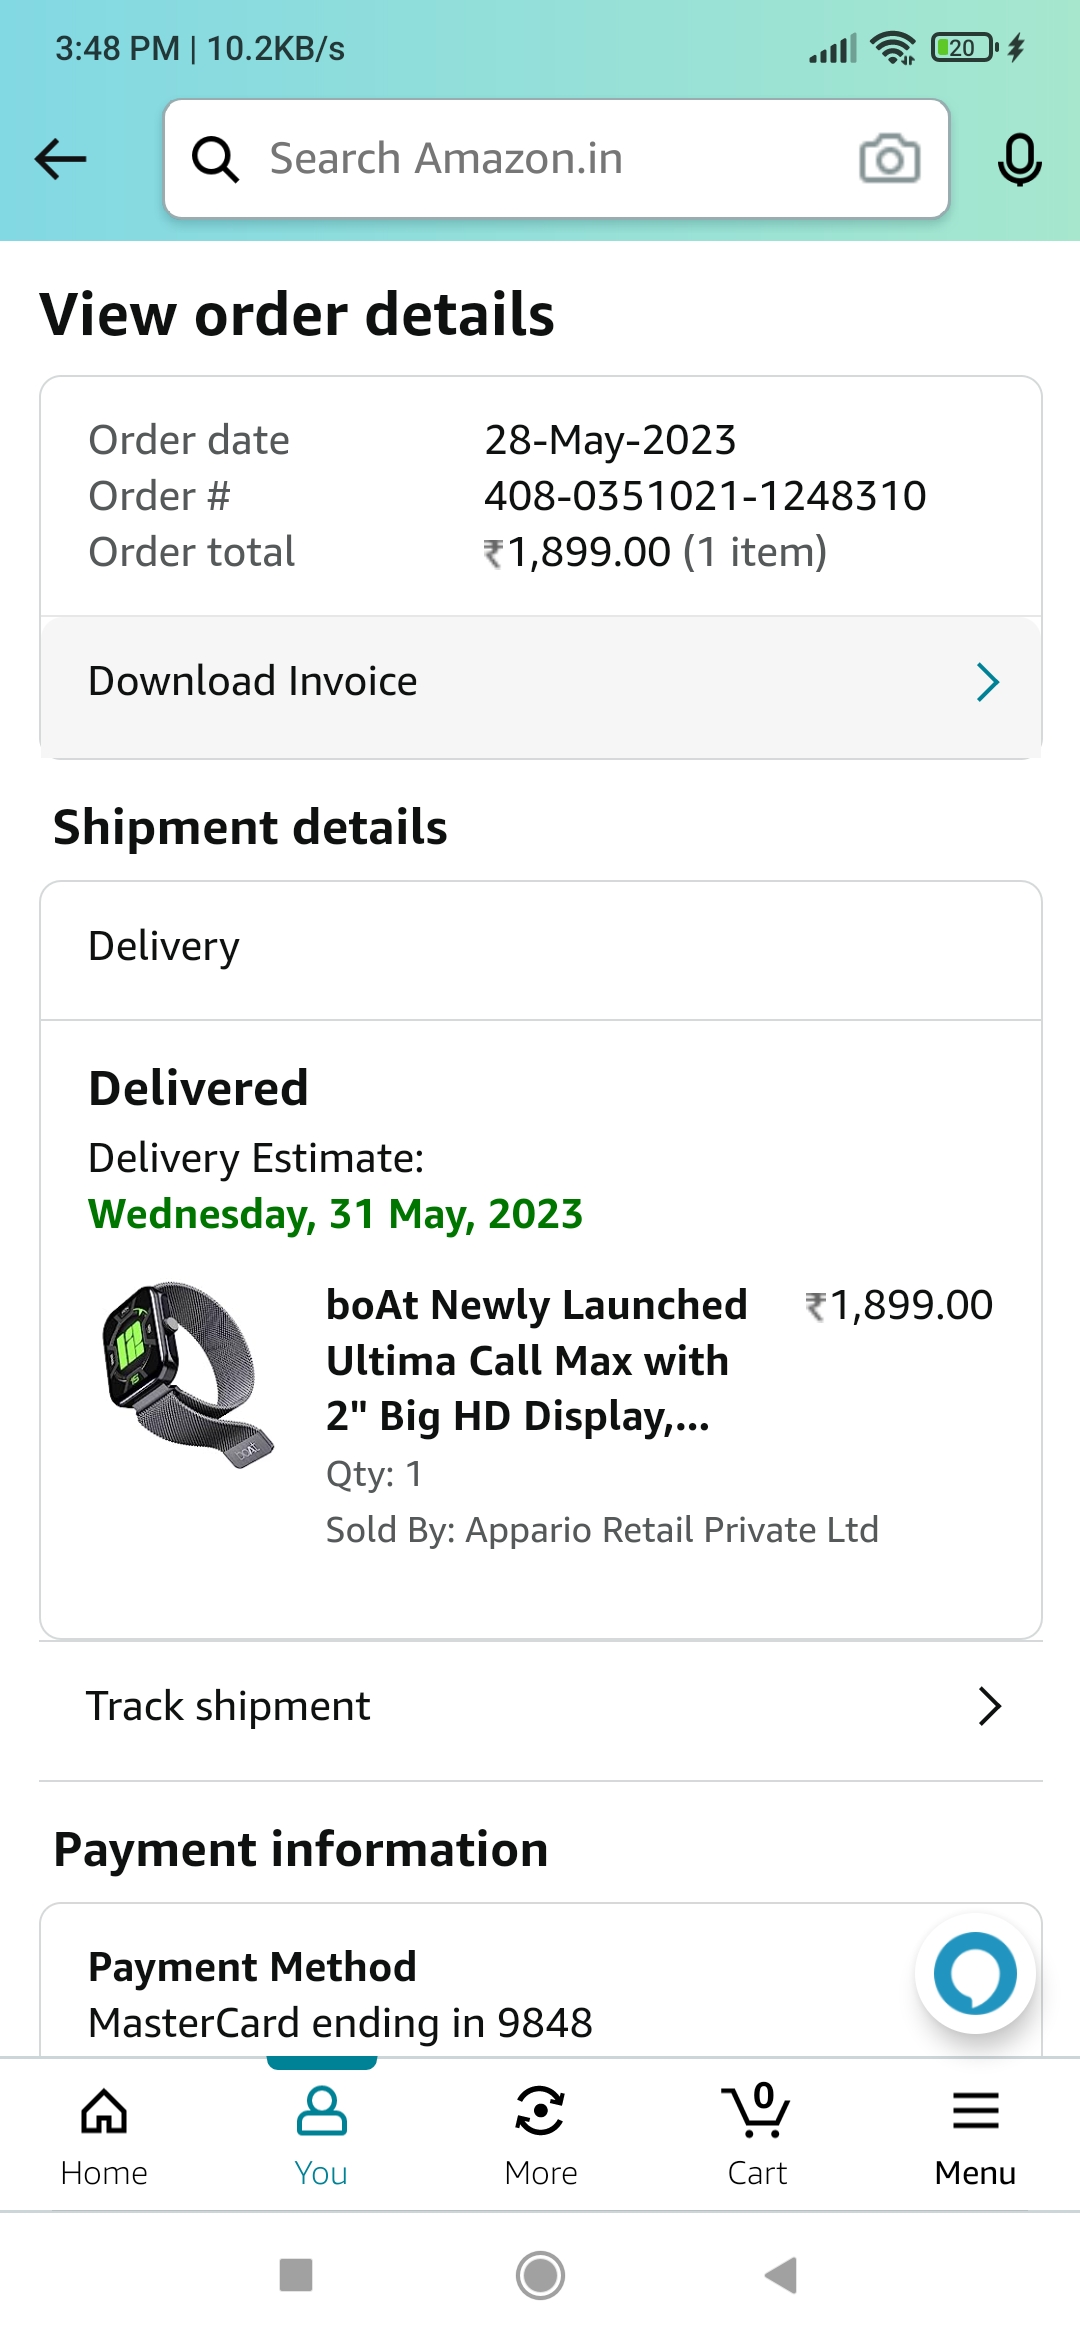 3:48 PM | 10.2KB/s
20
Search Amazon.in
View order details
Order date 28-May-2023
Order # 408-0351021-1248310
Order total ₹1,899.00 (1 item)
Download Invoice
Shipment details
Delivery
Delivered
Delivery Estimate:
Wednesday, 31 May, 2023
boAt Newly Launched ₹1,899.00
Ultima Call Max with
2" Big HD Display,...
Qty: 1
Sold By: Appario Retail Private Ltd
Track shipment
Payment information
Payment Method
MasterCard ending in 9848
0
Home You More Cart Menu